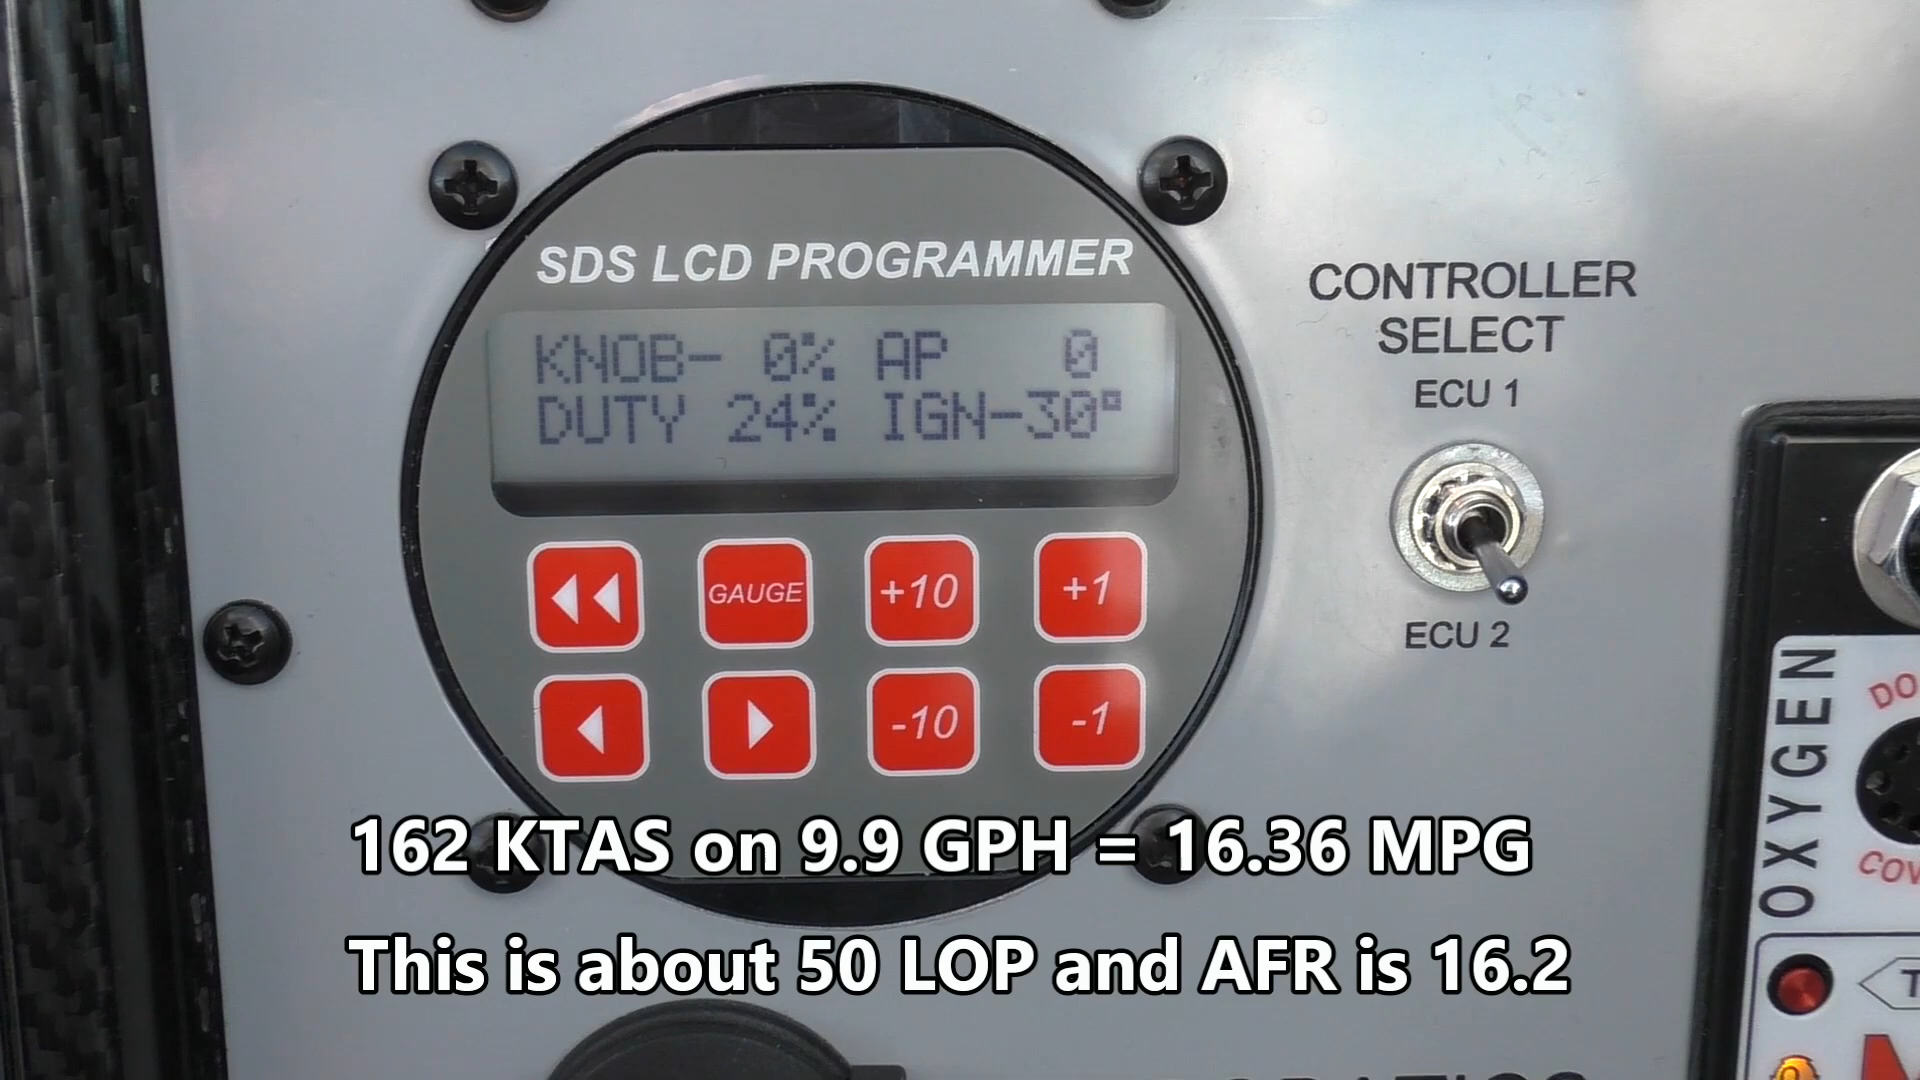 SDS LCD PROGRAMMER
KNOB- 0% AP 0
DUTY 24% IGN-30°
GAUGE
+10
+1
-10
-1
CONTROLLER
SELECT
ECU 1
ECU 2
OXYGEN
162 KTAS on 9.9 GPH = 16.36 MPG
This is about 50 LOP and AFR is 16.2